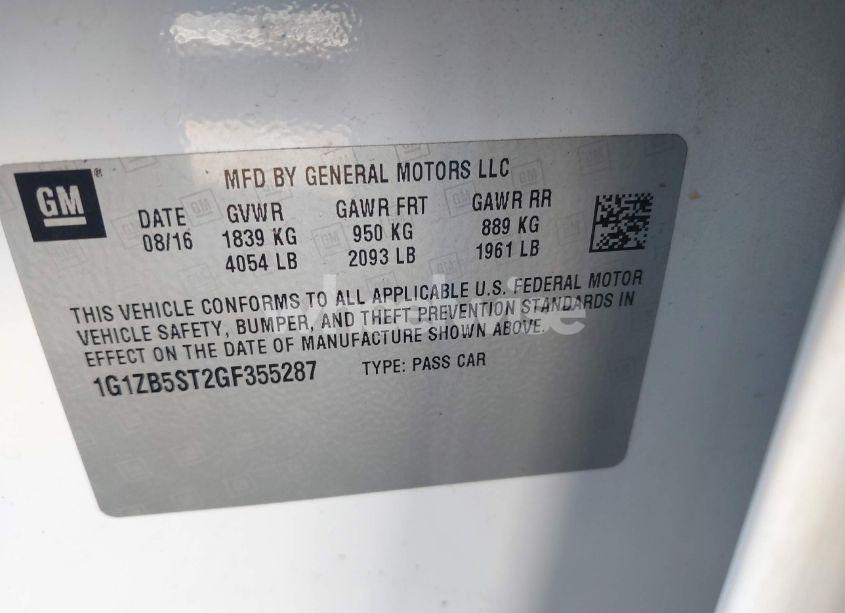 GM ®
MFD BY GENERAL MOTORS LLC
DATE GVWR GAWR FRT GAWR RR
08/16 1839 KG 950 KG 889 KG
4054 LB 2093 LB 1961 LB
THIS VEHICLE CONFORMS TO ALL APPLICABLE U.S. FEDERAL MOTOR
VEHICLE SAFETY, BUMPER, AND THEFT PREVENTION STANDARDS IN
EFFECT ON THE DATE OF MANUFACTURE SHOWN ABOVE.
1G1ZB5ST2GF355287 TYPE: PASS CAR